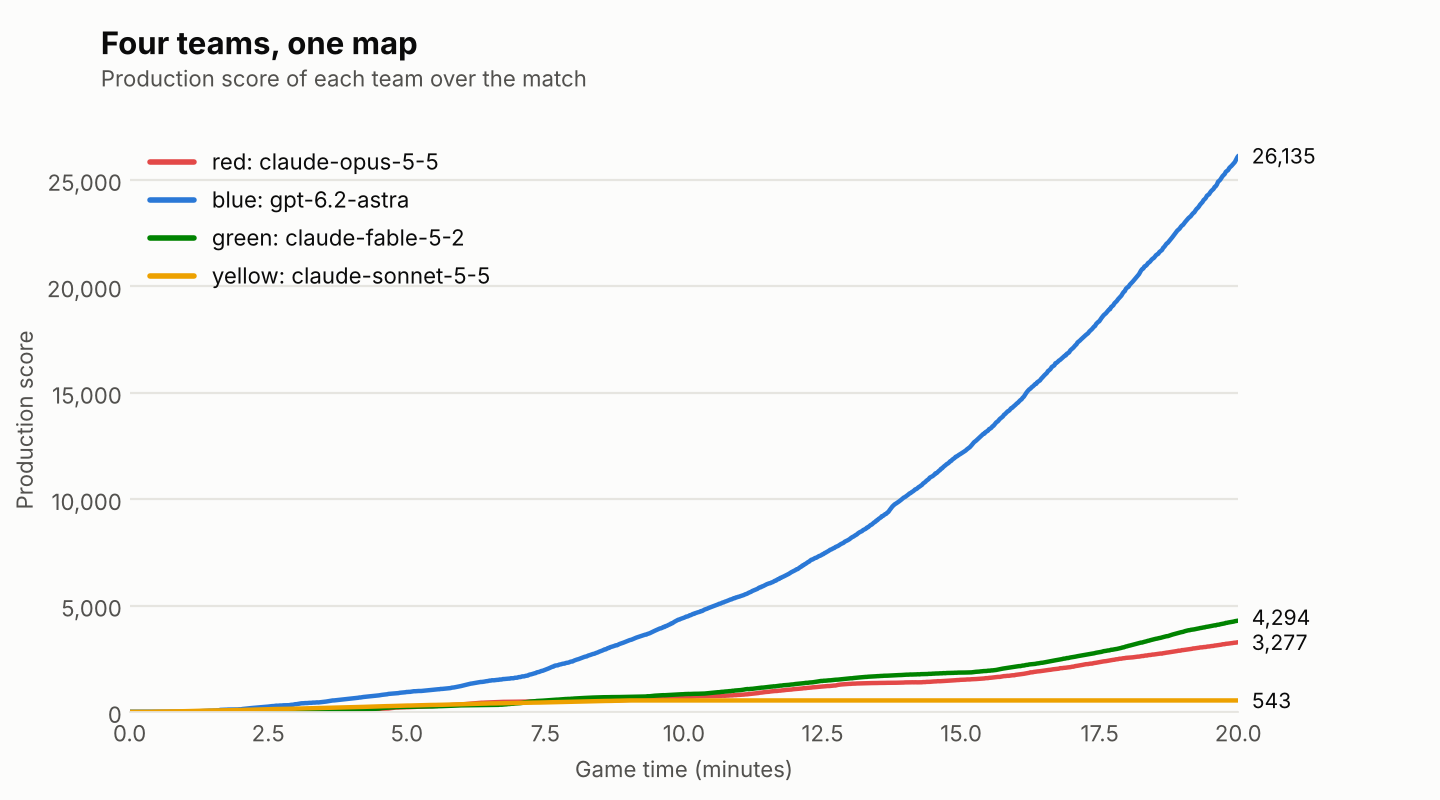 Four teams, one map
Production score of each team over the match
red: claude-opus-5-5
blue: gpt-6.2-astra
green: claude-fable-5-2
yellow: claude-sonnet-5-5
Production score
25,000
20,000
15,000
10,000
5,000
0
26,135
4,294
3,277
543
0.0 2.5 5.0 7.5 10.0 12.5 15.0 17.5 20.0
Game time (minutes)